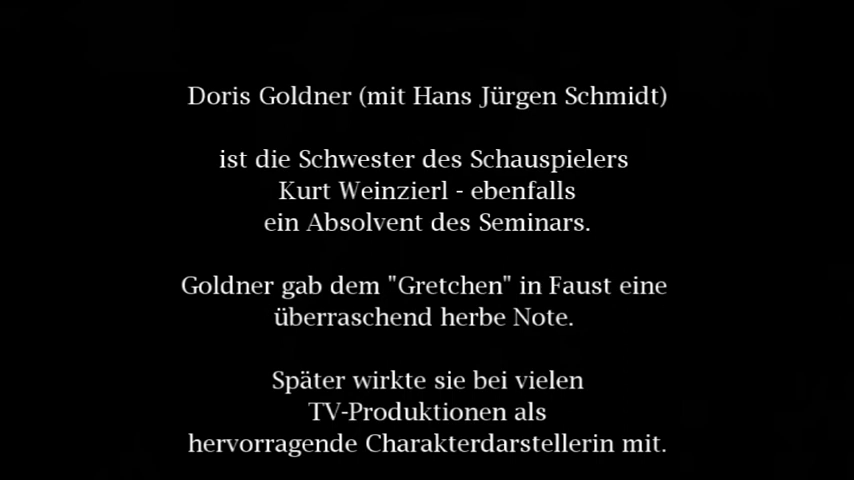 Doris Goldner (mit Hans Jürgen Schmidt)
ist die Schwester des Schauspielers
Kurt Weinzierl - ebenfalls
ein Absolvent des Seminars.
Goldner gab dem "Gretchen" in Faust eine
überraschend herbe Note.
Später wirkte sie bei vielen
TV-Produktionen als
hervorragende Charakterdarstellerin mit.